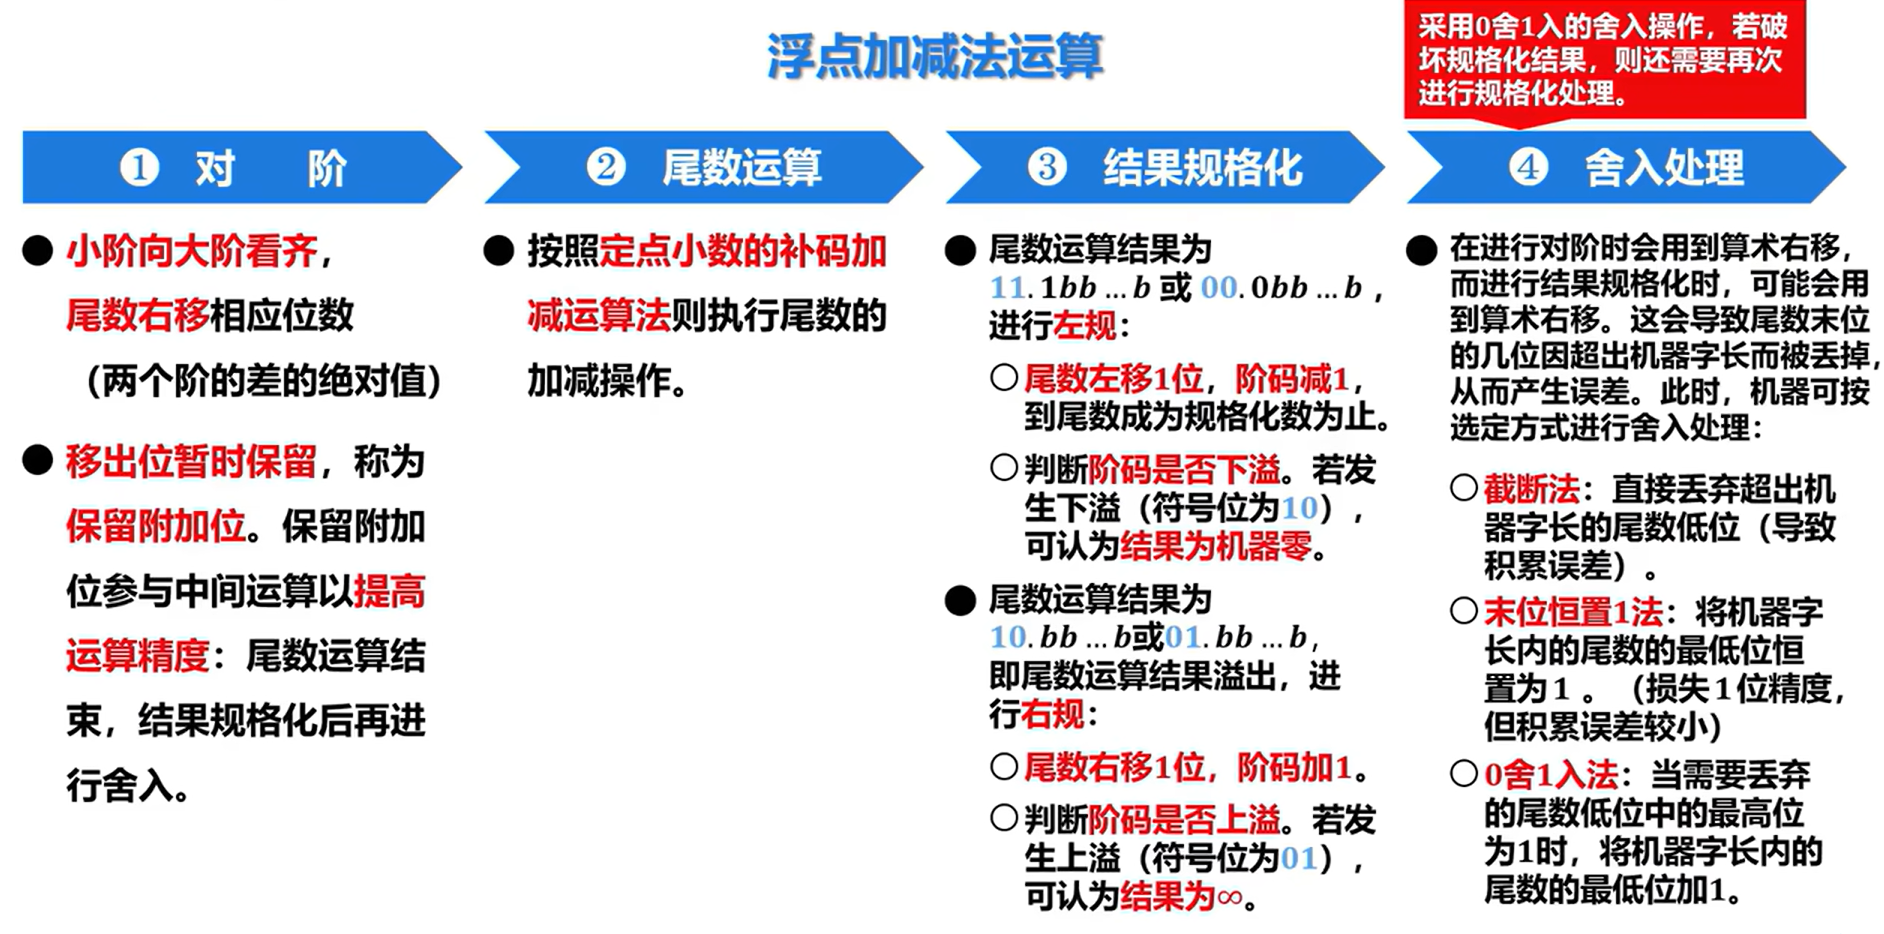 浮点加减法运算
采用0舍1入的舍入操作，若破
坏规格化结果，则还需要再次
进行规格化处理。
❶ 对 阶
小阶向大阶看齐，
尾数右移相应位数
（两个阶的差的绝对值）
移出位暂时保留，称为
保留附加位。保留附加
位参与中间运算以提高
运算精度：尾数运算结
束，结果规格化后再进
行舍入。
❷ 尾数运算
按照定点小数的补码加
减运算法则执行尾数的
加减操作。
❸ 结果规格化
尾数运算结果为
11.1bb…b 或 00.0bb…b，
进行左规：
尾数左移1位，阶码减1，
到尾数成为规格化数为止。
判断阶码是否下溢。若发
生下溢（符号位为10），
可认为结果为机器零。
尾数运算结果为
10.bb…b或01.bb…b，
即尾数运算结果溢出，进
行右规：
尾数右移1位，阶码加1。
判断阶码是否上溢。若发
生上溢（符号位为01），
可认为结果为∞。
❹ 舍入处理
在进行对阶时会用到算术右移，
而进行结果规格化时，可能会用
到算术右移。这会导致尾数末位
的几位因超出机器字长而被丢掉，
从而产生误差。此时，机器可按
选定方式进行舍入处理：
截断法：直接丢弃超出机
器字长的尾数低位（导致
积累误差）。
末位恒置1法：将机器字
长内的尾数的最低位恒
置为1 。（损失1位精度，
但积累误差较小）
0舍1入法：当需要丢弃
的尾数低位中的最高位
为1时，将机器字长内的
尾数的最低位加1。